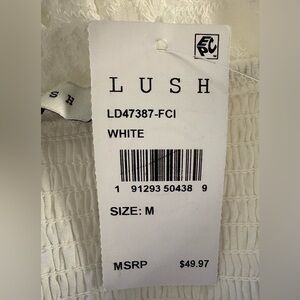 LUSH
LD47387-FCI
WHITE
1 91293 50438 9
SIZE: M
MSRP $49.97
S H